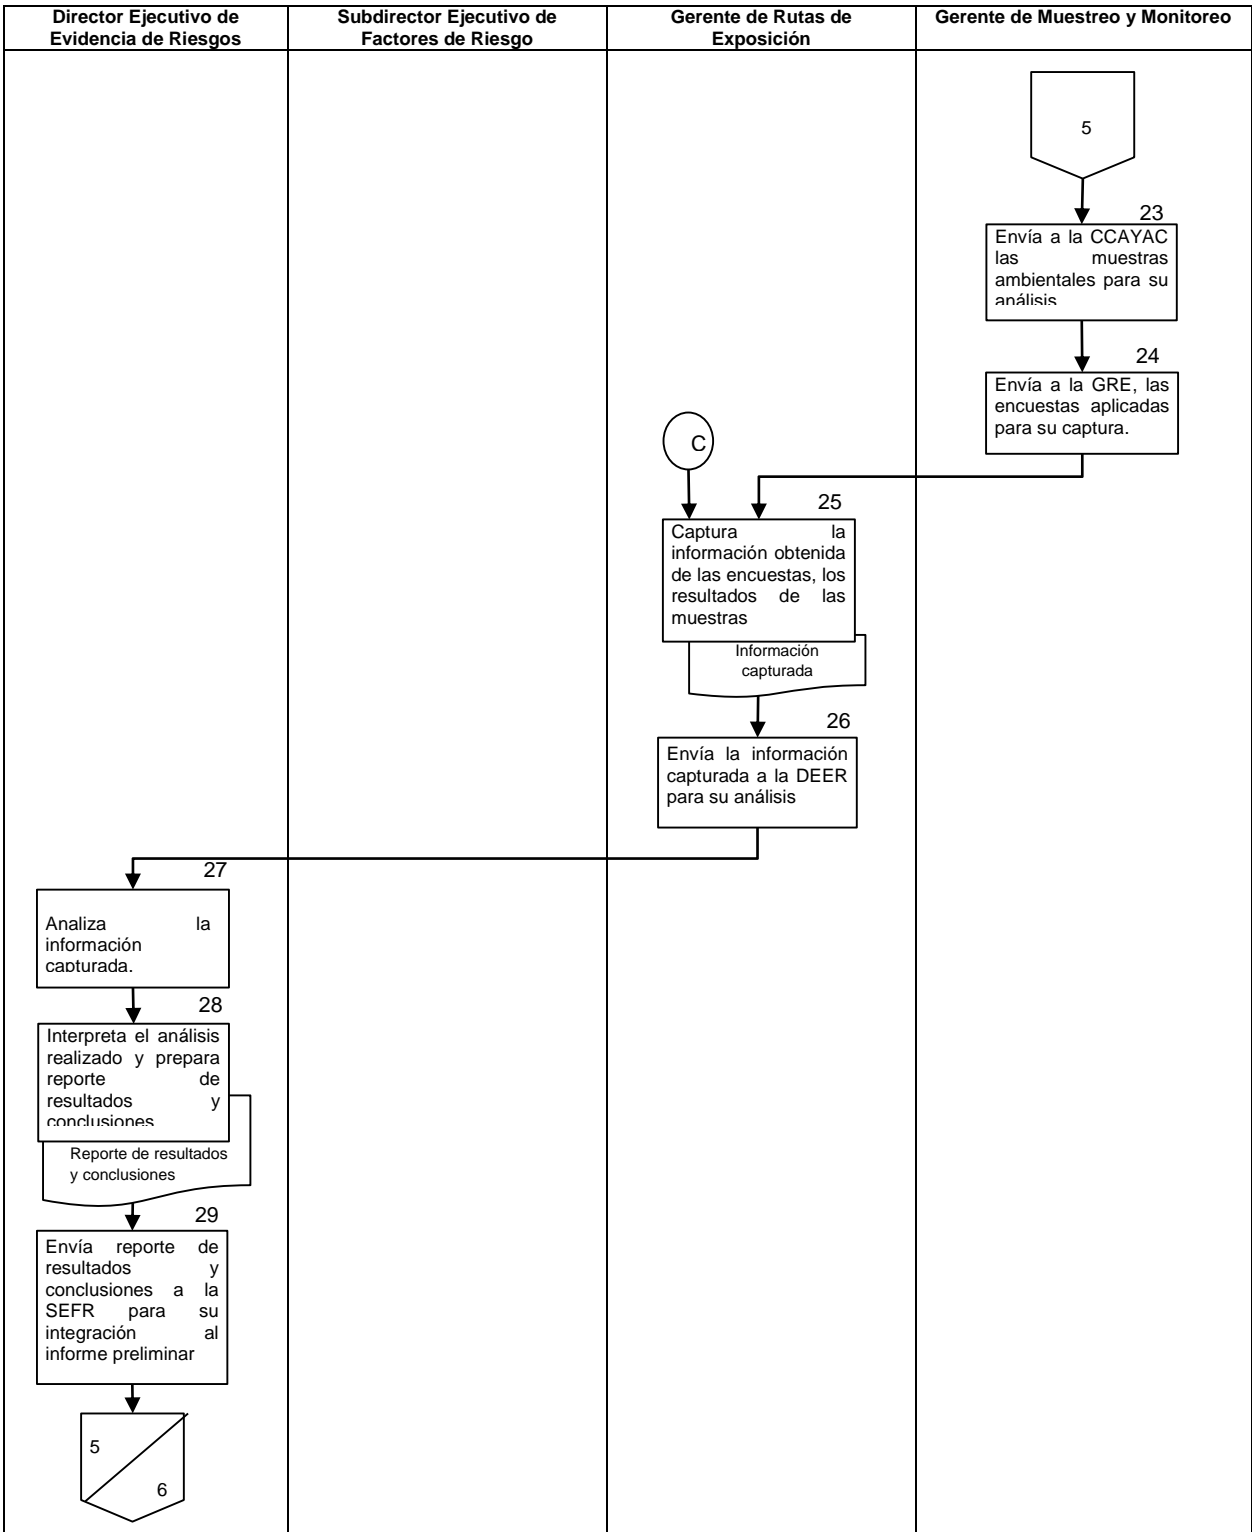 Director Ejecutivo de
Evidencia de Riesgos
Subdirector Ejecutivo de
Factores de Riesgo
Gerente de Rutas de
Exposición
Gerente de Muestreo y Monitoreo
5
23
Envía a la CCAYAC
las muestras
ambientales para su
análisis
24
Envía a la GRE, las
encuestas aplicadas
para su captura.
C
25
Captura la
información obtenida
de las encuestas, los
resultados de las
muestras
Información
capturada
26
Envía la información
capturada a la DEER
para su análisis
27
Analiza la
información
capturada.
28
Interpreta el análisis
realizado y prepara
reporte de
resultados y
conclusiones
Reporte de resultados
y conclusiones
29
Envía reporte de
resultados y
conclusiones a la
SEFR para su
integración al
informe preliminar
5
6